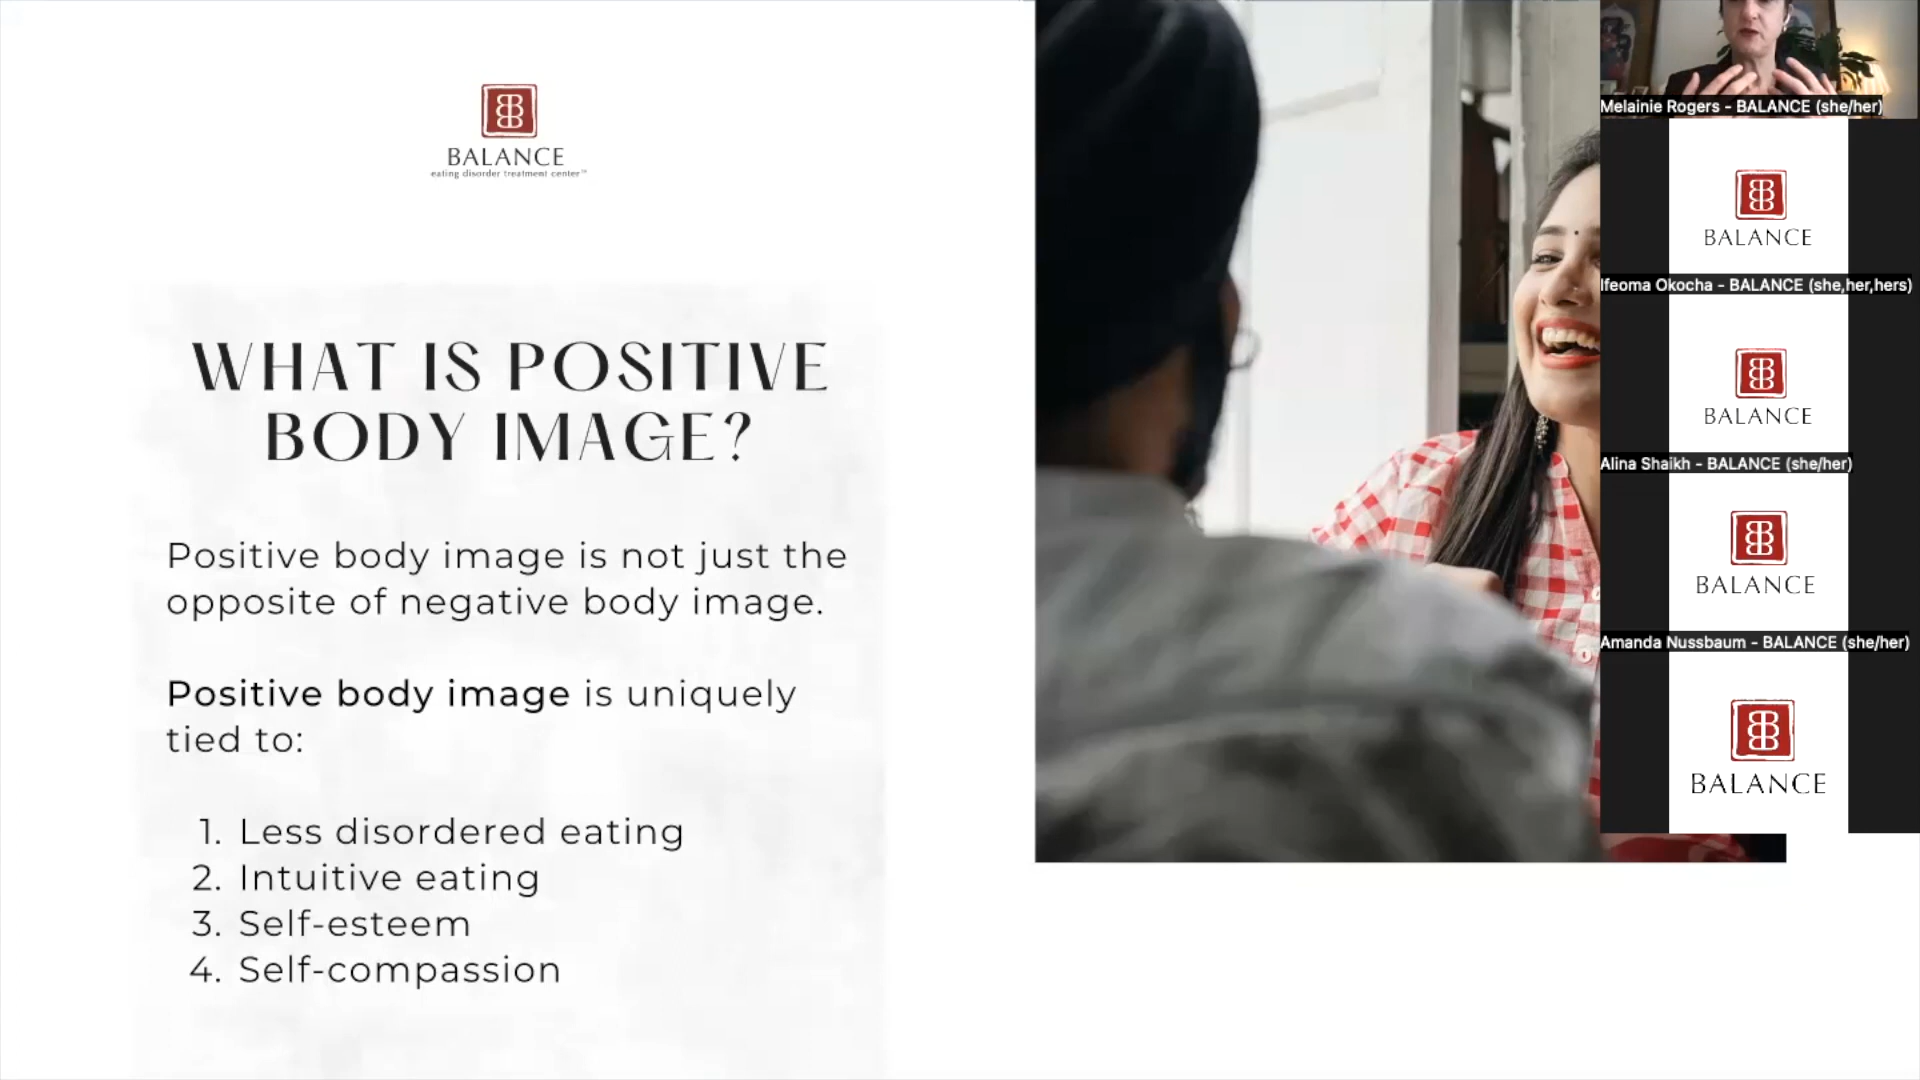 BALANCE
eating disorder treatment center™
WHAT IS POSITIVE
BODY IMAGE?
Positive body image is not just the
opposite of negative body image.
Positive body image is uniquely
tied to:
1. Less disordered eating
2. Intuitive eating
3. Self-esteem
4. Self-compassion
Melainie Rogers - BALANCE (she/her)
BALANCE
Ifeoma Okocha - BALANCE (she,her,hers)
BALANCE
Alina Shaikh - BALANCE (she/her)
BALANCE
Amanda Nussbaum - BALANCE (she/her)
BALANCE